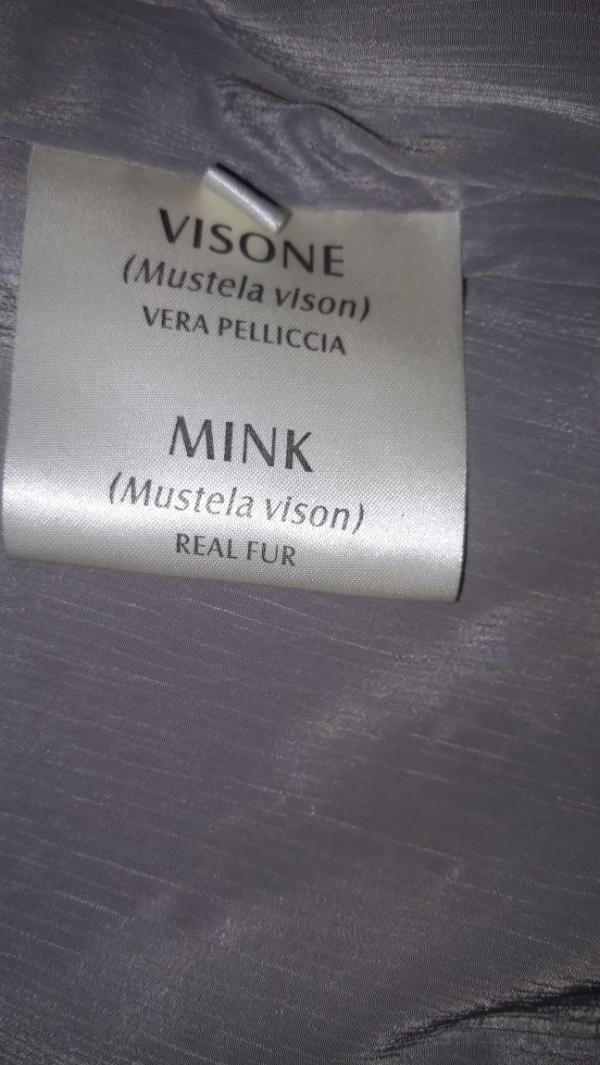 VISONE
(Mustela vison)
VERA PELLICCIA
MINK
(Mustela vison)
REAL FUR